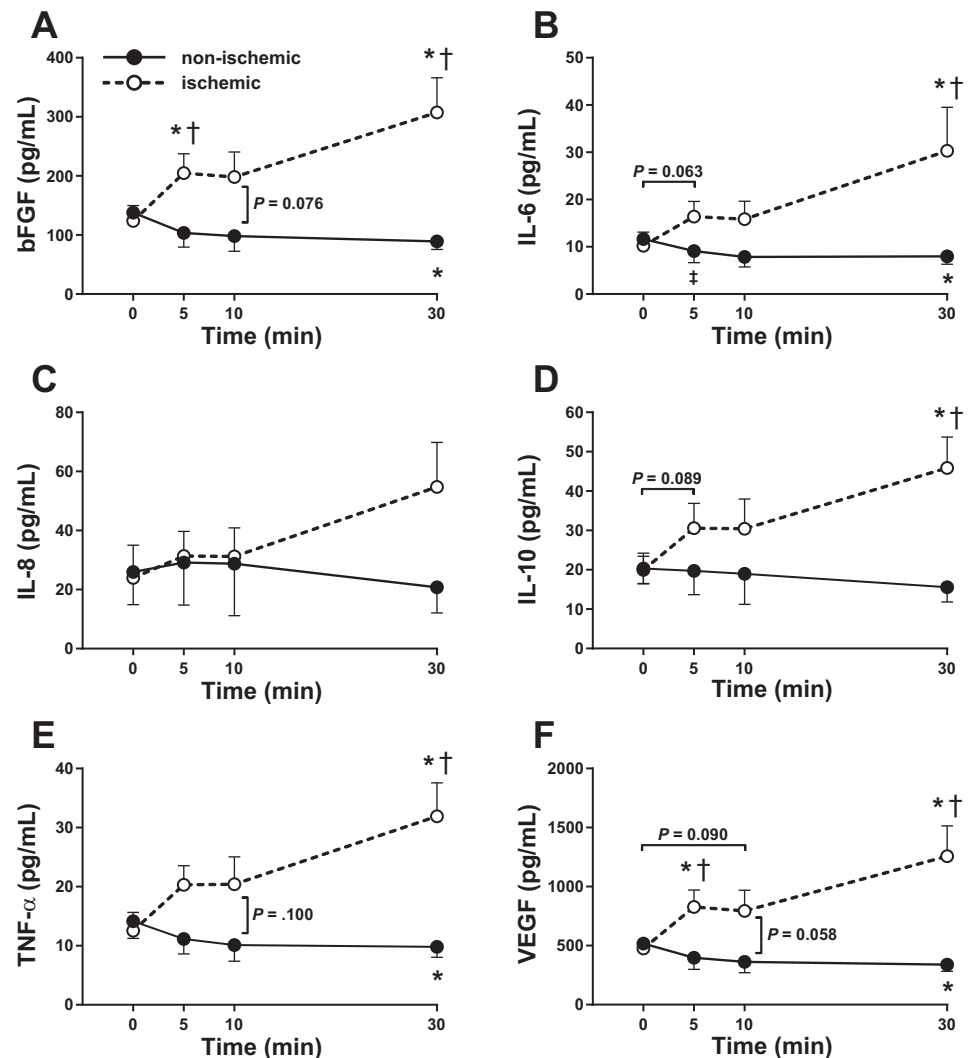 A
non-ischemic
ischemic
400
300
200
100
0
bFGF (pg/mL)
* †
* †
P = 0.076
*
0 5 10 30
Time (min)
B
50
40
30
20
10
0
IL-6 (pg/mL)
* †
P = 0.063
‡
*
0 5 10 30
Time (min)
C
80
60
40
20
0
IL-8 (pg/mL)
0 5 10 30
Time (min)
D
60
50
40
30
20
10
0
IL-10 (pg/mL)
* †
P = 0.089
0 5 10 30
Time (min)
E
40
30
20
10
0
TNF-α (pg/mL)
* †
P = .100
*
0 5 10 30
Time (min)
F
2000
1500
1000
500
0
VEGF (pg/mL)
* †
P = 0.090
* †
P = 0.058
*
0 5 10 30
Time (min)